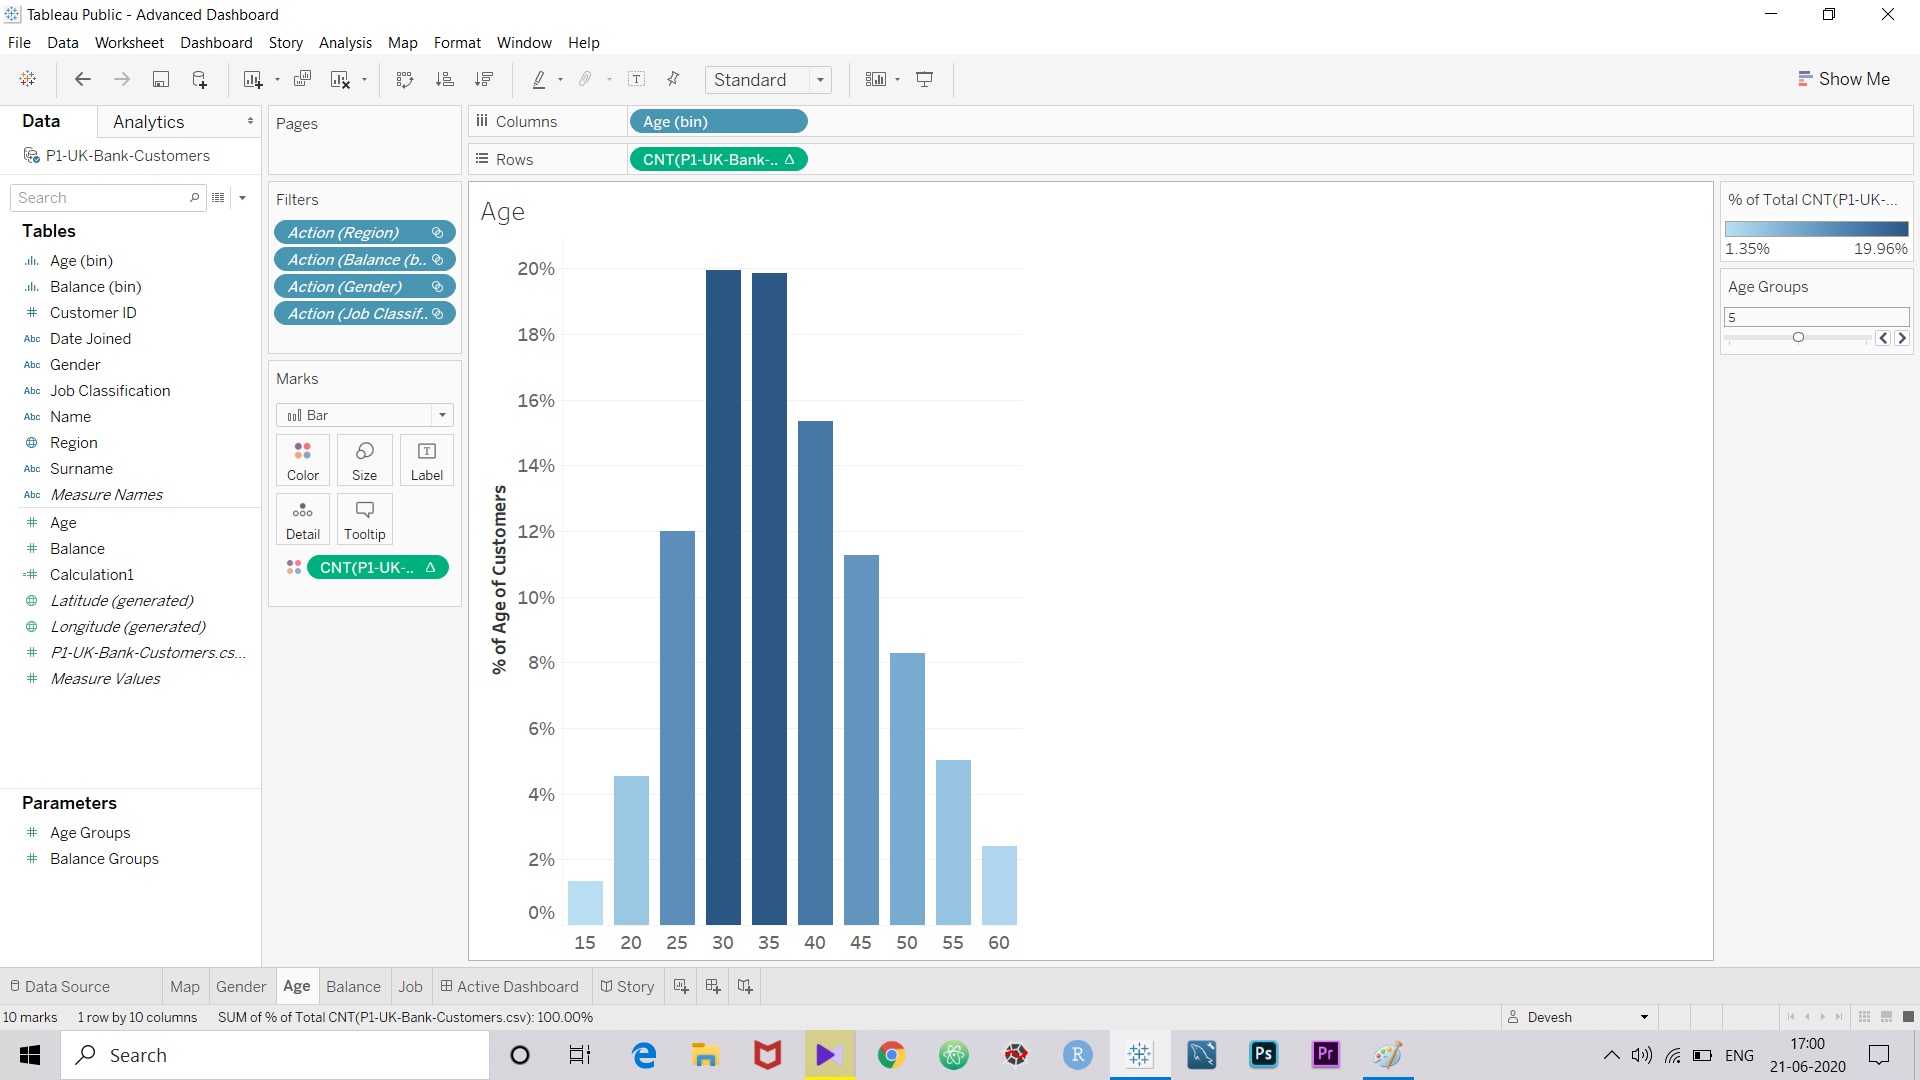 Tableau Public - Advanced Dashboard
File Data Worksheet Dashboard Story Analysis Map Format Window Help
Standard
Show Me
Data
Analytics
P1-UK-Bank-Customers
Search
Tables
Age (bin)
Balance (bin)
# Customer ID
Abc Date Joined
Abc Gender
Abc Job Classification
Abc Name
Region
Abc Surname
Abc Measure Names
# Age
# Balance
=# Calculation1
Latitude (generated)
Longitude (generated)
# P1-UK-Bank-Customers.cs...
# Measure Values
Parameters
# Age Groups
# Balance Groups
Pages
Filters
Action (Region)
Action (Balance (b..
Action (Gender)
Action (Job Classif..
Marks
Bar
Color
Size
T
Label
Detail
Tooltip
CNT(P1-UK-.. Δ
Columns
Age (bin)
Rows
CNT(P1-UK-Bank-.. Δ
Age
% of Age of Customers
20%
18%
16%
14%
12%
10%
8%
6%
4%
2%
0%
15 20 25 30 35 40 45 50 55 60
% of Total CNT(P1-UK-...
1.35% 19.96%
Age Groups
5
Data Source
Map
Gender
Age
Balance
Job
Active Dashboard
Story
10 marks
1 row by 10 columns
SUM of % of Total CNT(P1-UK-Bank-Customers.csv): 100.00%
Devesh
Search
R
Ps
Pr
ENG
17:00
21-06-2020